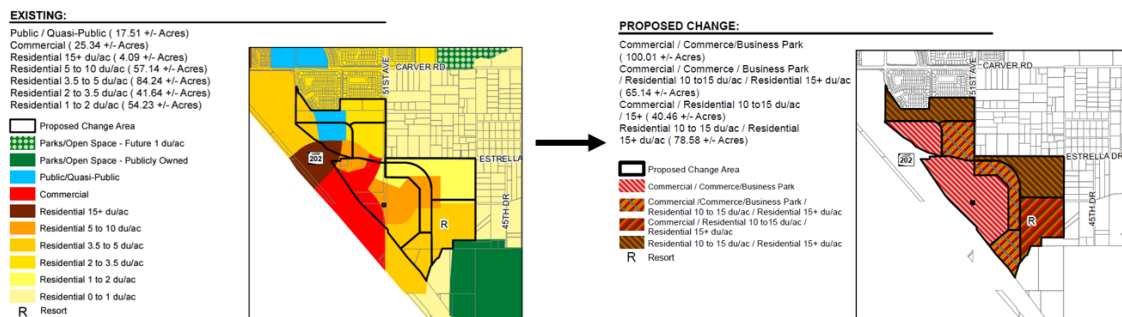 EXISTING:
Public / Quasi-Public ( 17.51 +/- Acres)
Commercial ( 25.34 +/- Acres)
Residential 15+ du/ac ( 4.09 +/- Acres)
Residential 5 to 10 du/ac ( 57.14 +/- Acres)
Residential 3.5 to 5 du/ac ( 84.24 +/- Acres)
Residential 2 to 3.5 du/ac ( 41.64 +/- Acres)
Residential 1 to 2 du/ac ( 54.23 +/- Acres)
Proposed Change Area
Parks/Open Space - Future 1 du/ac
Parks/Open Space - Publicly Owned
Public/Quasi-Public
Commercial
Residential 15+ du/ac
Residential 5 to 10 du/ac
Residential 3.5 to 5 du/ac
Residential 2 to 3.5 du/ac
Residential 1 to 2 du/ac
Residential 0 to 1 du/ac
R Resort
51ST AVE
CARVER RD
202
ESTRELLA
R
45TH DR
PROPOSED CHANGE:
Commercial / Commerce/Business Park
( 100.01 +/- Acres)
Commercial / Commerce / Business Park
/ Residential 10 to15 du/ac / Residential 15+ du/ac
( 65.14 +/- Acres)
Commercial / Residential 10 to15 du/ac
/ 15+ ( 40.46 +/- Acres)
Residential 10 to 15 du/ac / Residential
15+ du/ac ( 78.58 +/- Acres)
Proposed Change Area
Commercial / Commerce/Business Park
Commercial /Commerce/Business Park /
Residential 10 to 15 du/ac / Residential 15+ du/ac
Commercial / Residential 10 to15 du/ac /
Residential 15+ du/ac
Residential 10 to 15 du/ac / Residential 15+ du/ac
R Resort
51ST AVE
CARVER RD
202
ESTRELLA DR
R
45TH DR